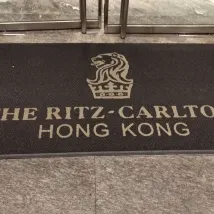 HE RITZ-CARLTO
HONG KONG